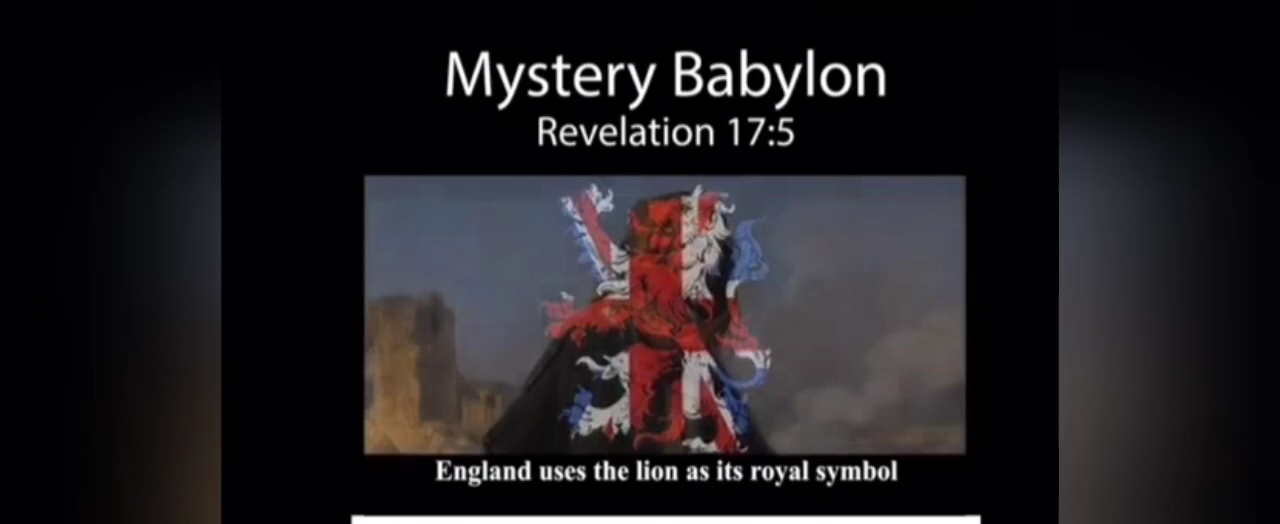 Mystery Babylon
Revelation 17:5
England uses the lion as its royal symbol